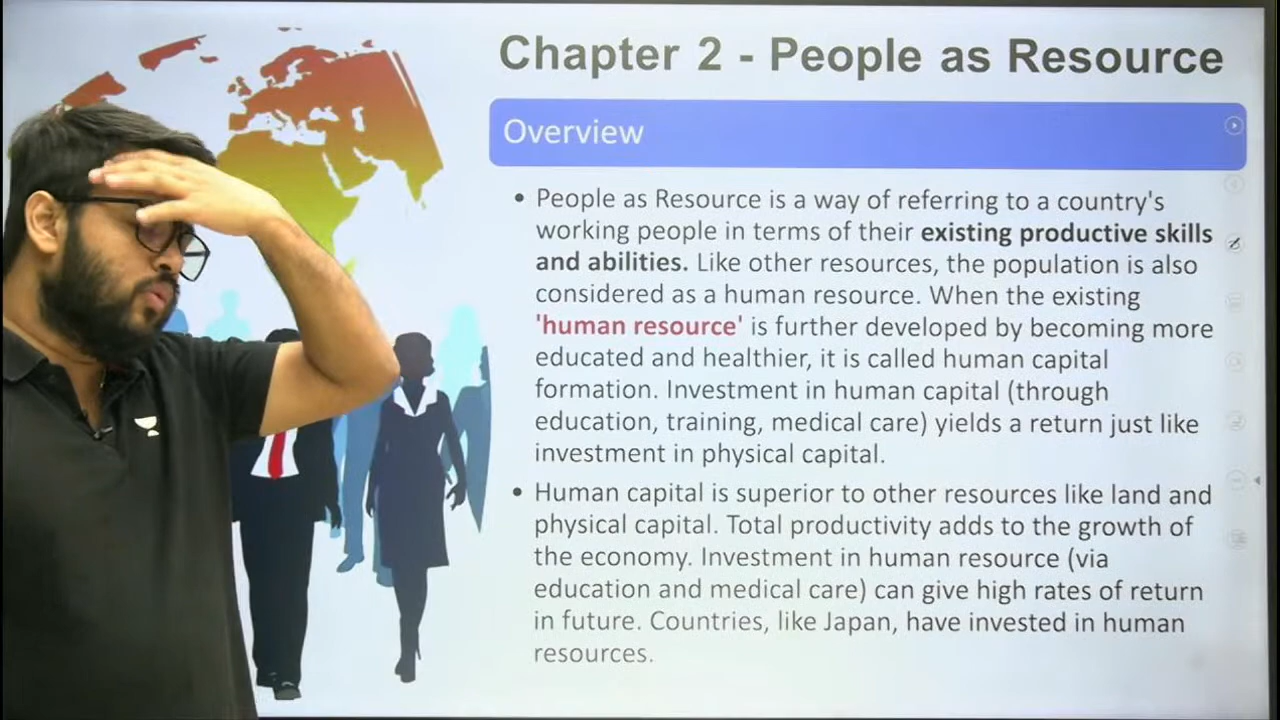 Chapter 2 - People as Resource
Overview
• People as Resource is a way of referring to a country's
working people in terms of their existing productive skills
and abilities. Like other resources, the population is also
considered as a human resource. When the existing
'human resource' is further developed by becoming more
educated and healthier, it is called human capital
formation. Investment in human capital (through
education, training, medical care) yields a return just like
investment in physical capital.
• Human capital is superior to other resources like land and
physical capital. Total productivity adds to the growth of
the economy. Investment in human resource (via
education and medical care) can give high rates of return
in future. Countries, like Japan, have invested in human
resources.